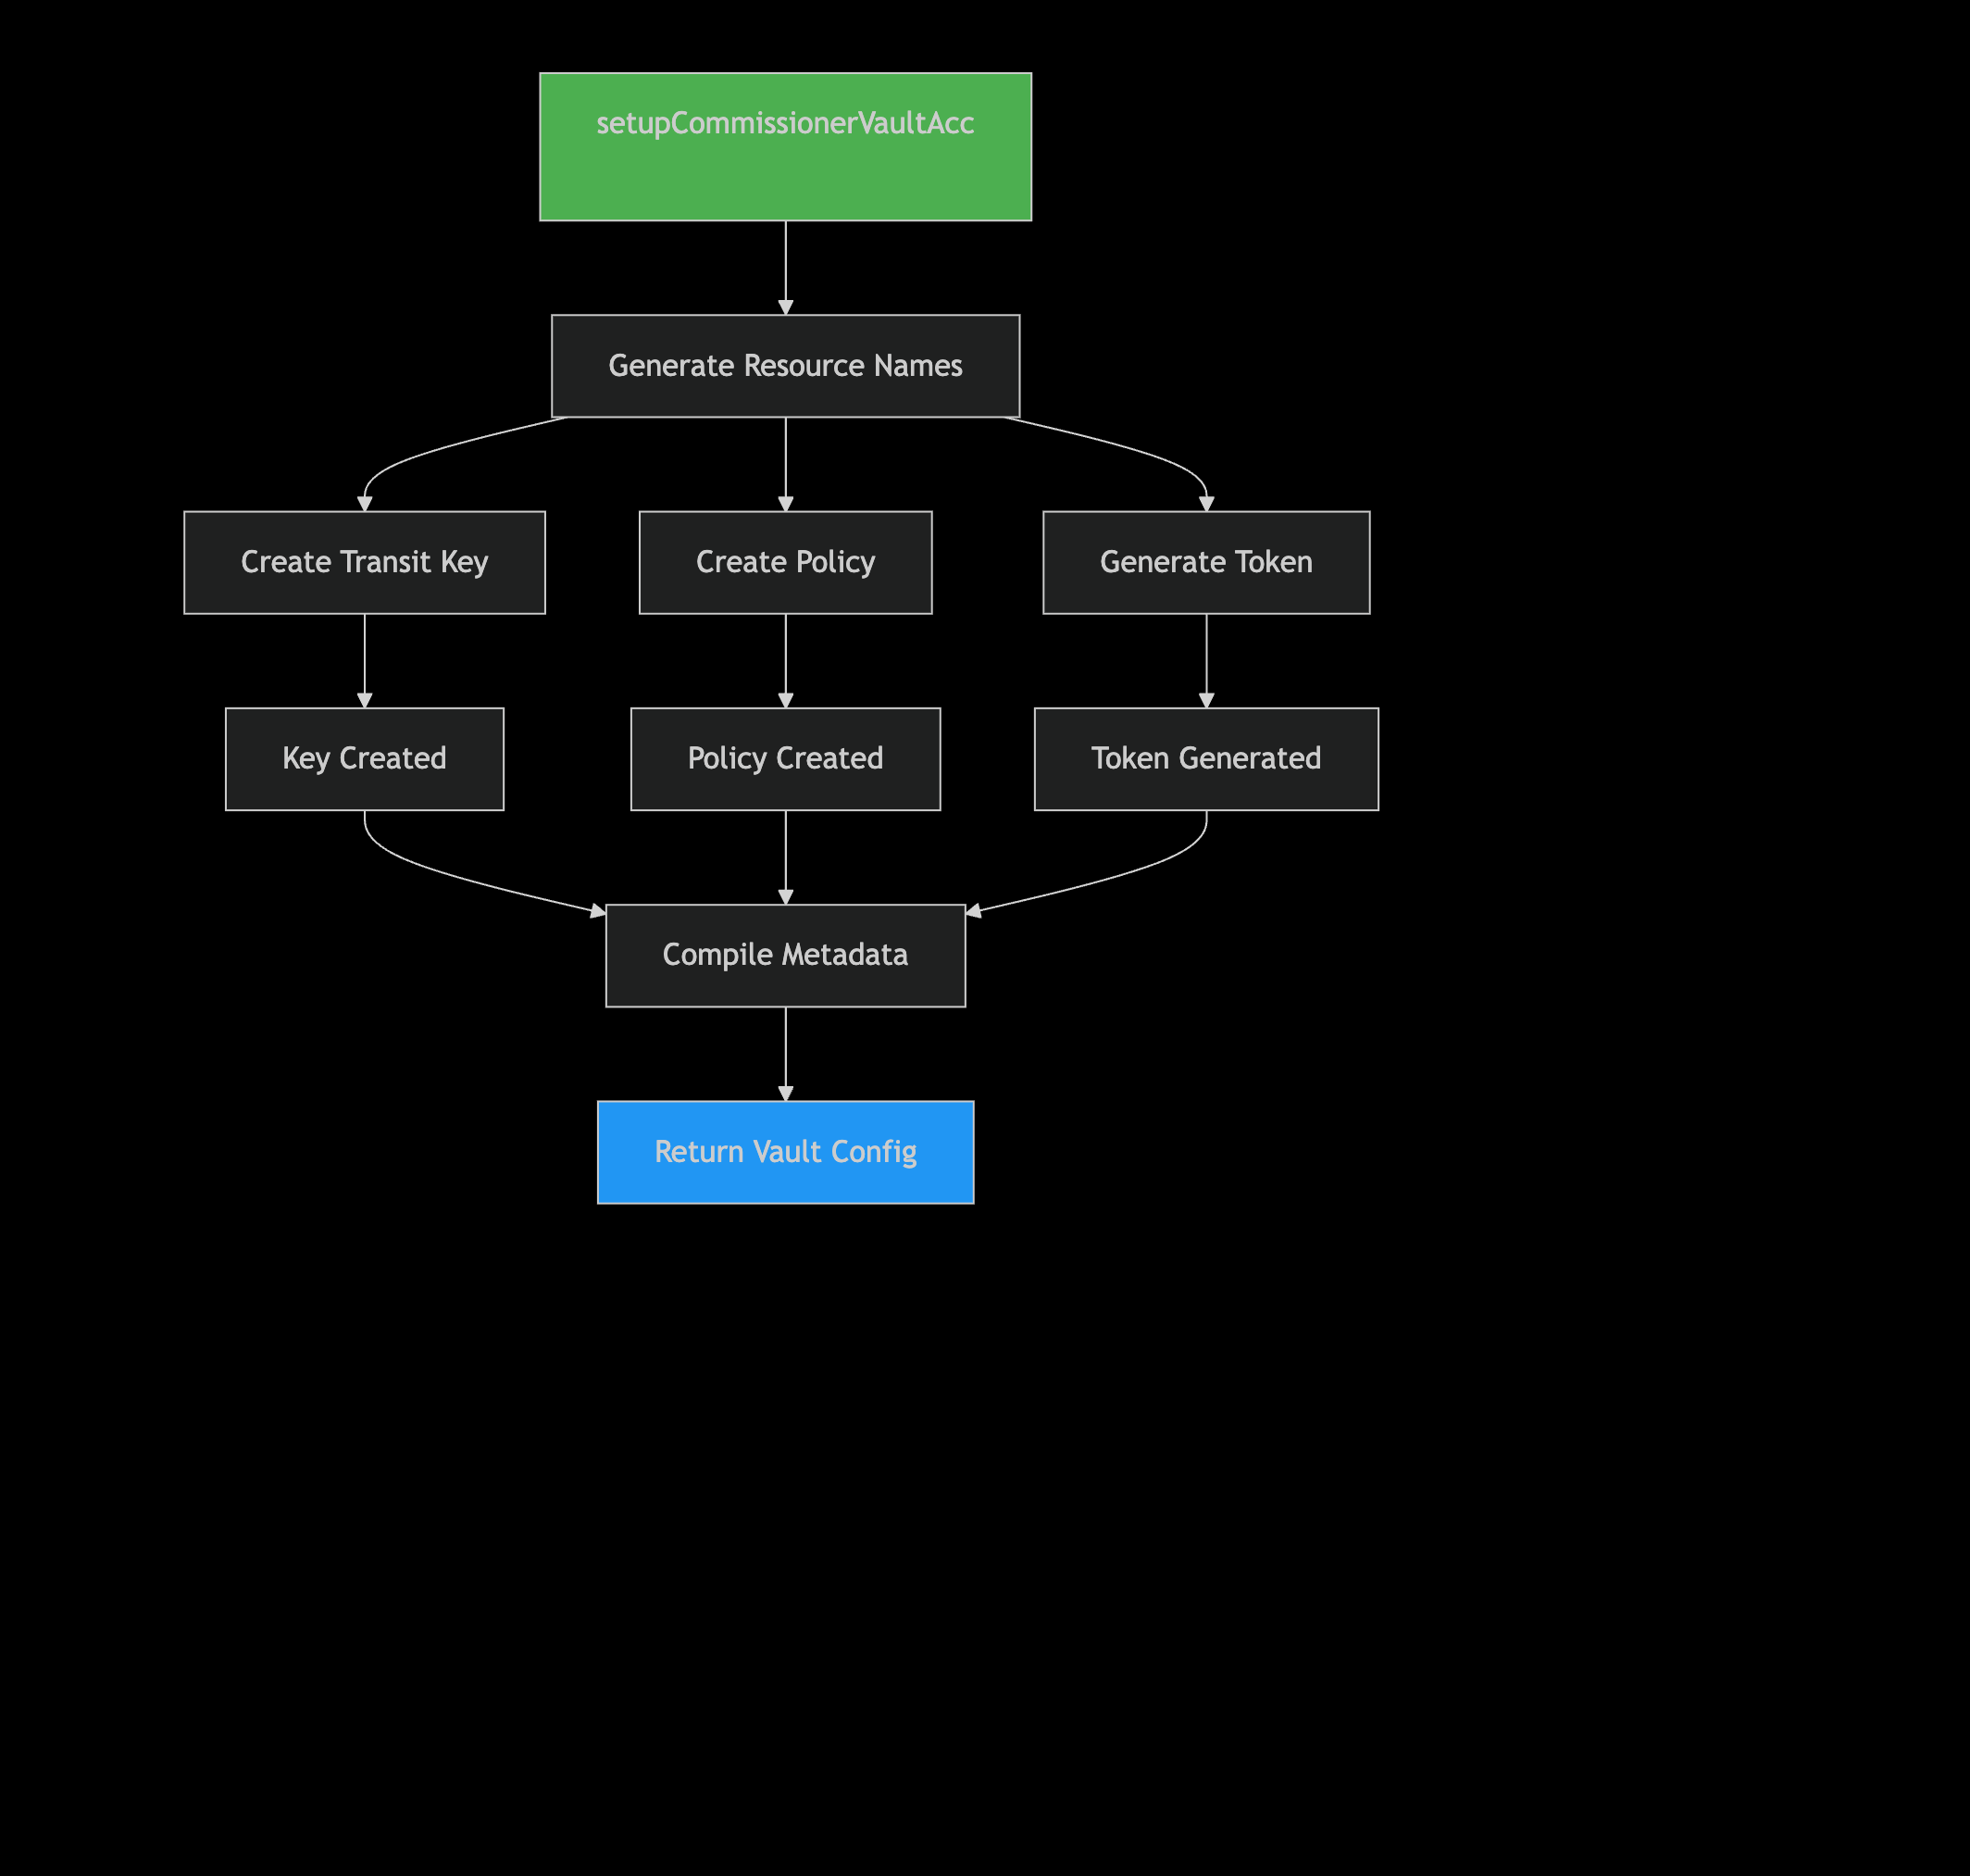 setupCommissionerVaultAcc
Generate Resource Names
Create Transit Key
Create Policy
Generate Token
Key Created
Policy Created
Token Generated
Compile Metadata
Return Vault Config